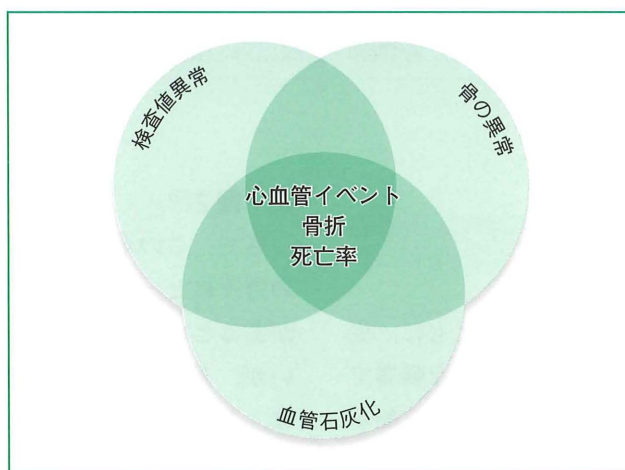 検査値異常
骨の異常
心血管イベント
骨折
死亡率
血管石灰化